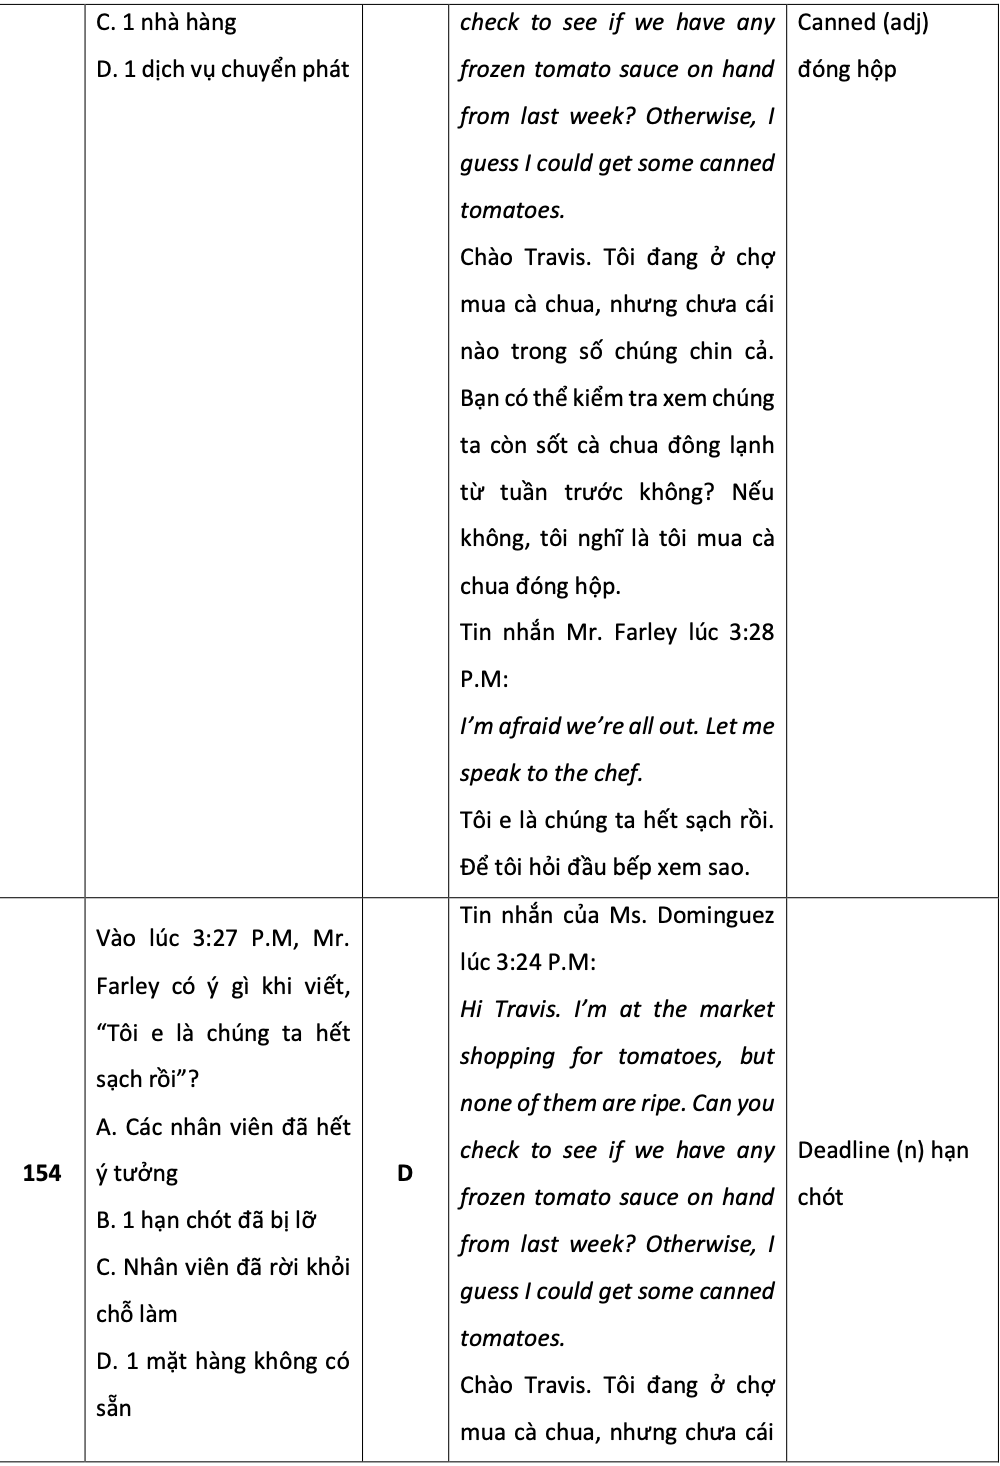 C. 1 nhà hàng
D. 1 dịch vụ chuyển phát
check to see if we have any
frozen tomato sauce on hand
from last week? Otherwise, I
guess I could get some canned
tomatoes.
Chào Travis. Tôi đang ở chợ
mua cà chua, nhưng chưa cái
nào trong số chúng chin cả.
Bạn có thể kiểm tra xem chúng
ta còn sốt cà chua đông lạnh
từ tuần trước không? Nếu
không, tôi nghĩ là tôi mua cà
chua đóng hộp.
Tin nhắn Mr. Farley lúc 3:28
P.M:
I’m afraid we’re all out. Let me
speak to the chef.
Tôi e là chúng ta hết sạch rồi.
Để tôi hỏi đầu bếp xem sao.
Canned (adj)
đóng hộp
154
Vào lúc 3:27 P.M, Mr.
Farley có ý gì khi viết,
“Tôi e là chúng ta hết
sạch rồi”?
A. Các nhân viên đã hết
ý tưởng
B. 1 hạn chót đã bị lỡ
C. Nhân viên đã rời khỏi
chỗ làm
D. 1 mặt hàng không có
sẵn
D
Tin nhắn của Ms. Dominguez
lúc 3:24 P.M:
Hi Travis. I’m at the market
shopping for tomatoes, but
none of them are ripe. Can you
check to see if we have any
frozen tomato sauce on hand
from last week? Otherwise, I
guess I could get some canned
tomatoes.
Chào Travis. Tôi đang ở chợ
mua cà chua, nhưng chưa cái
Deadline (n) hạn
chót